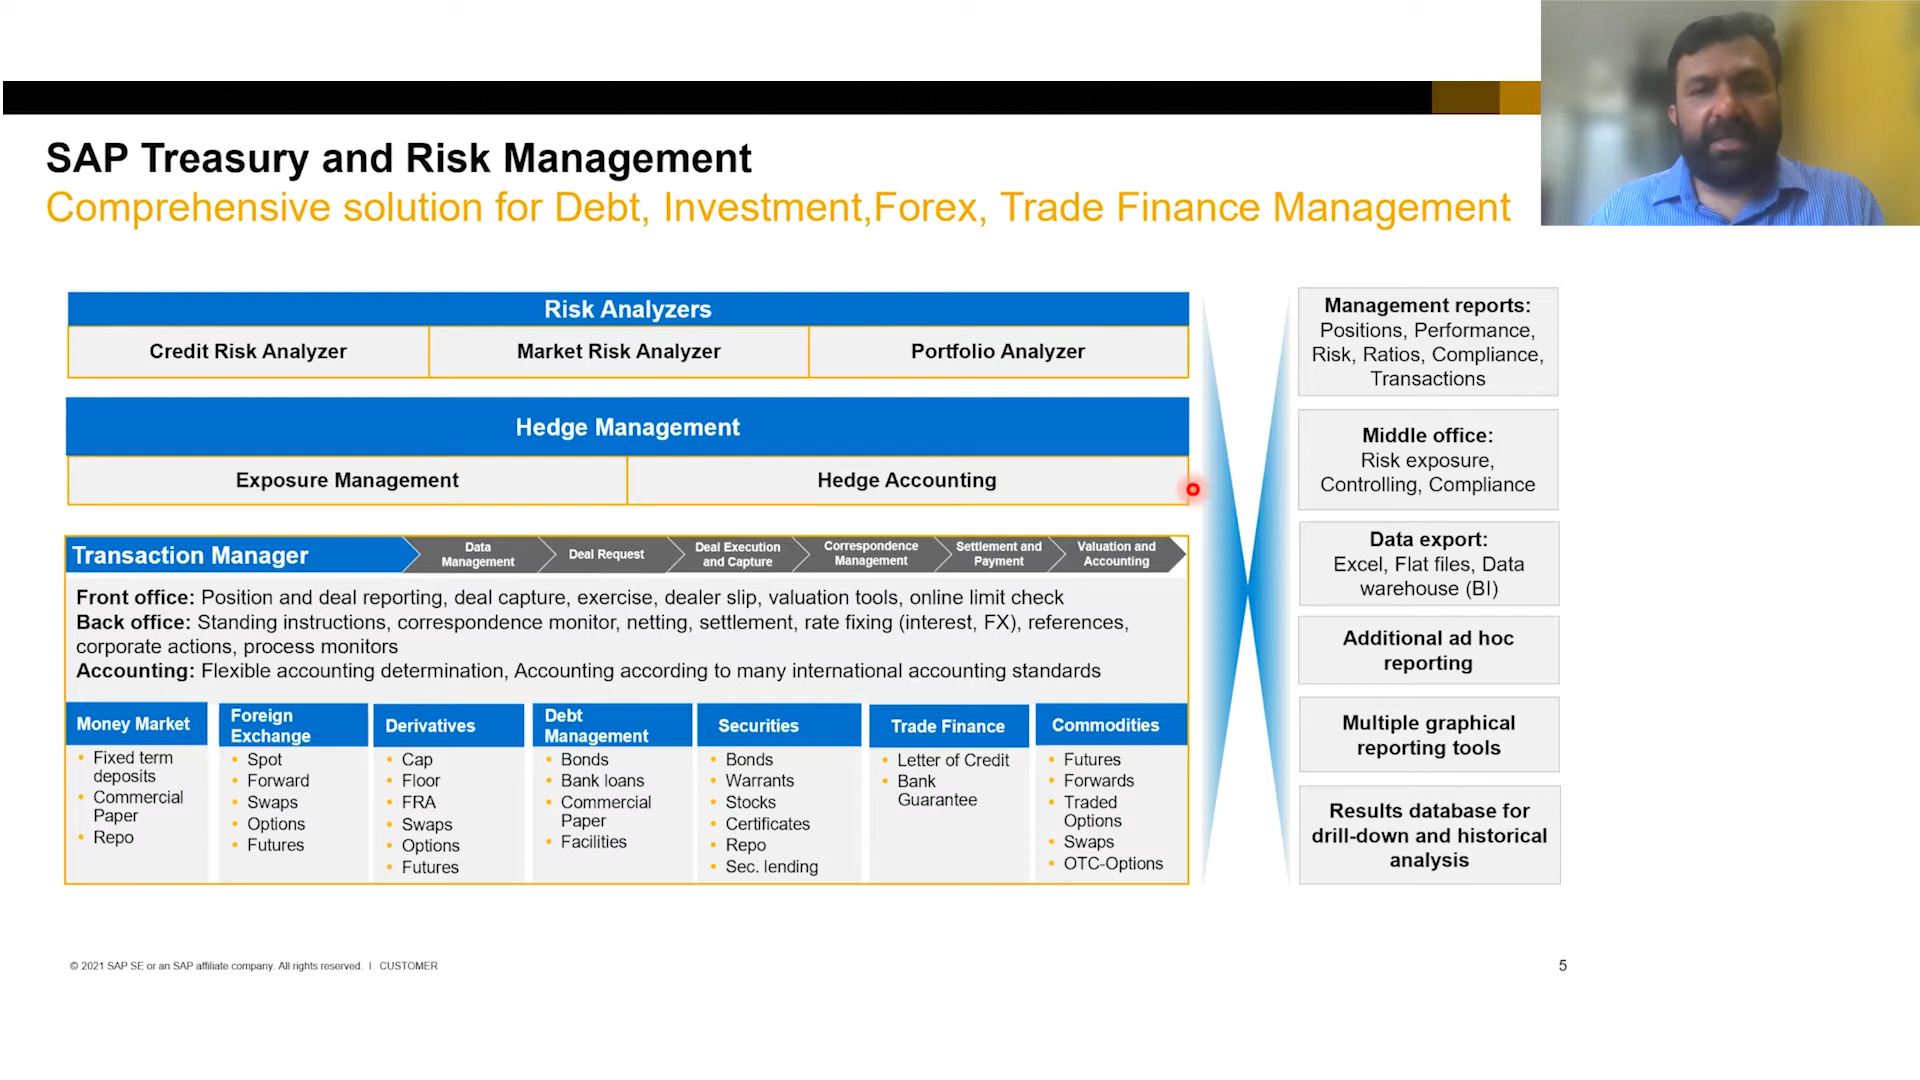 SAP Treasury and Risk Management
Comprehensive solution for Debt, Investment,Forex, Trade Finance Management
Risk Analyzers
Credit Risk Analyzer
Market Risk Analyzer
Portfolio Analyzer
Hedge Management
Exposure Management
Hedge Accounting
Transaction Manager
Data
Management
Deal Request
Deal Execution
and Capture
Correspondence
Management
Settlement and
Payment
Valuation and
Accounting
Front office: Position and deal reporting, deal capture, exercise, dealer slip, valuation tools, online limit check
Back office: Standing instructions, correspondence monitor, netting, settlement, rate fixing (interest, FX), references,
corporate actions, process monitors
Accounting: Flexible accounting determination, Accounting according to many international accounting standards
Money Market
• Fixed term
deposits
• Commercial
Paper
• Repo
Foreign
Exchange
• Spot
• Forward
• Swaps
• Options
• Futures
Derivatives
• Cap
• Floor
• FRA
• Swaps
• Options
• Futures
Debt
Management
• Bonds
• Bank loans
• Commercial
Paper
• Facilities
Securities
• Bonds
• Warrants
• Stocks
• Certificates
• Repo
• Sec. lending
Trade Finance
• Letter of Credit
• Bank
Guarantee
Commodities
• Futures
• Forwards
• Traded
Options
• Swaps
• OTC-Options
Management reports:
Positions, Performance,
Risk, Ratios, Compliance,
Transactions
Middle office:
Risk exposure,
Controlling, Compliance
Data export:
Excel, Flat files, Data
warehouse (BI)
Additional ad hoc
reporting
Multiple graphical
reporting tools
Results database for
drill-down and historical
analysis
© 2021 SAP SE or an SAP affiliate company. All rights reserved. I CUSTOMER
5